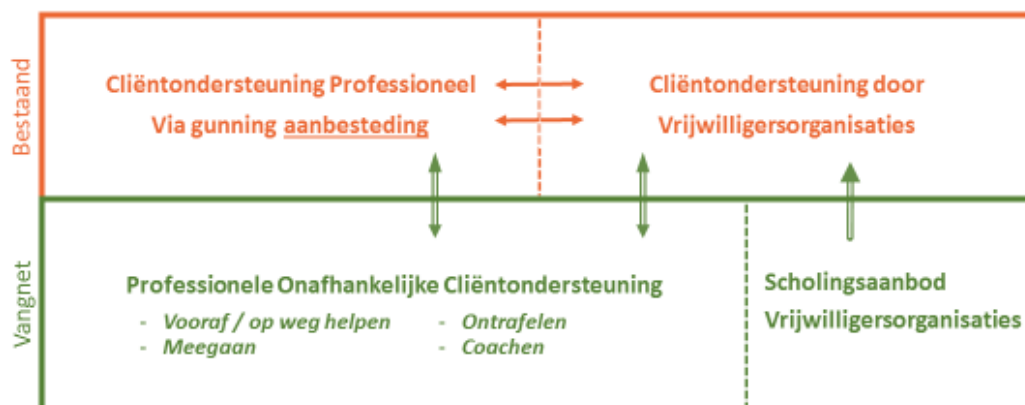 Bestaand
Cliëntondersteuning Professioneel
Via gunning aanbesteding
Cliëntondersteuning door
Vrijwilligersorganisaties
Vangnet
Professionele Onafhankelijke Cliëntondersteuning
- Vooraf / op weg helpen
- Meegaan
- Ontrafelen
- Coachen
Scholingsaanbod
Vrijwilligersorganisaties